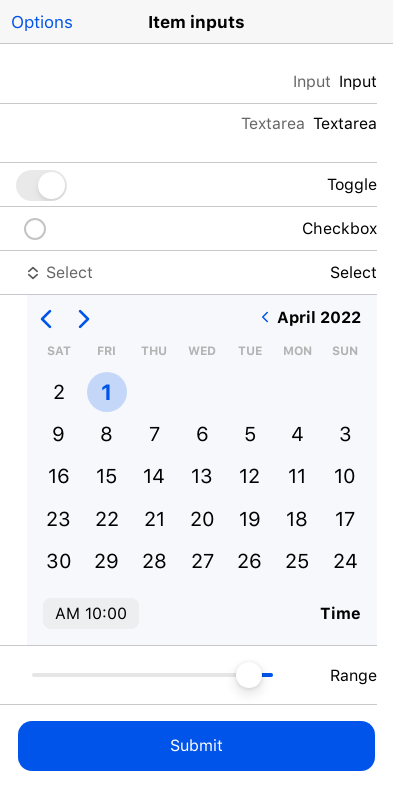 Options Item inputs
Input Input
Textarea Textarea
Toggle
Checkbox
Select Select
April 2022
SAT FRI THU WED TUE MON SUN
2 1
9 8 7 6 5 4 3
16 15 14 13 12 11 10
23 22 21 20 19 18 17
30 29 28 27 26 25 24
AM 10:00 Time
Range
Submit